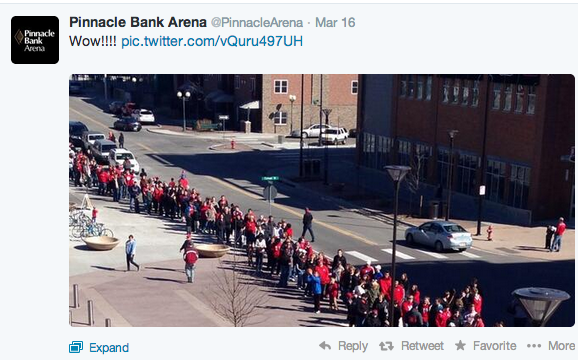 Pinnacle Bank Arena @PinnacleArena · Mar 16
Pinnacle
Bank
Arena
Wow!!!! pic.twitter.com/vQuru497UH
Expand
Reply Retweet Favorite More